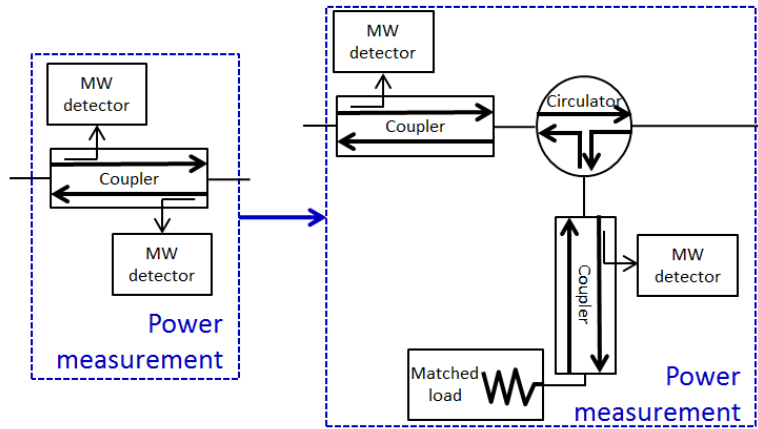 MW
detector
Coupler
MW
detector
Power
measurement
MW
detector
Coupler
Circulator
Coupler
MW
detector
Matched
load
Power
measurement